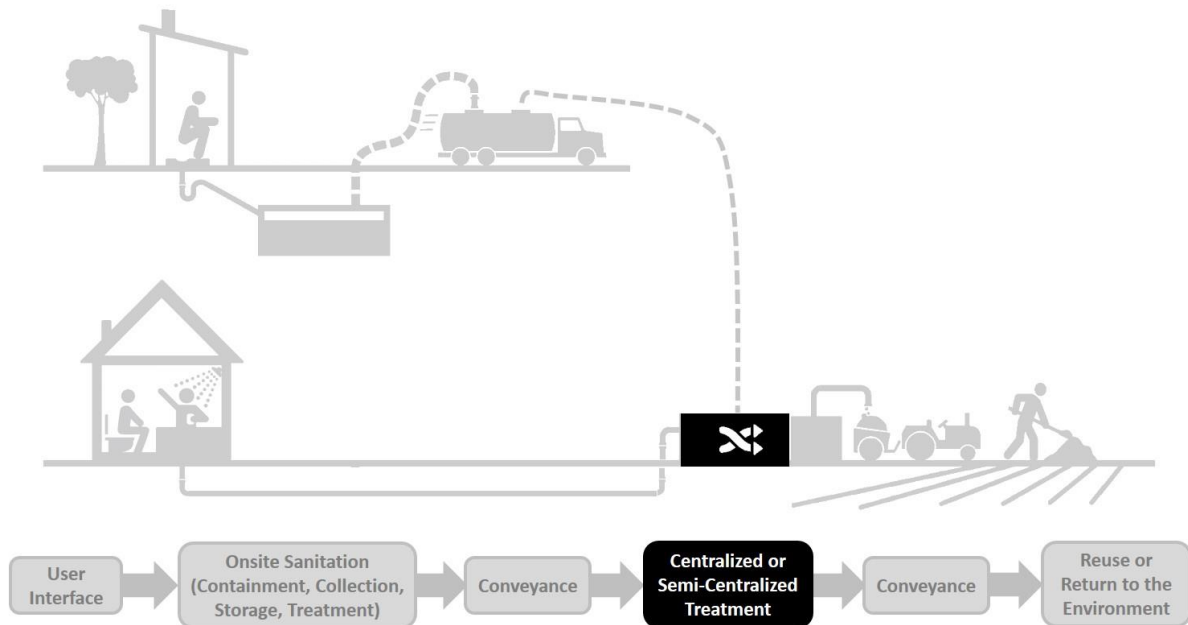 User
Interface
Onsite Sanitation
(Containment, Collection,
Storage, Treatment)
Conveyance
Centralized or
Semi-Centralized
Treatment
Conveyance
Reuse or
Return to the
Environment